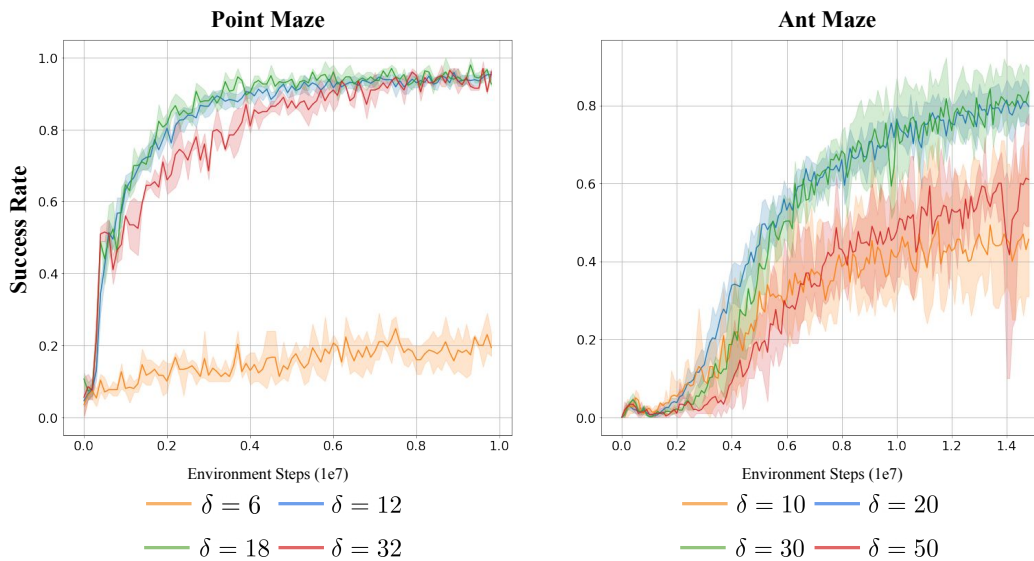 Point Maze
Ant Maze
Success Rate
1.0
0.8
0.6
0.4
0.2
0.0
0.0 0.2 0.4 0.6 0.8 1.0
Environment Steps (1e7)
δ = 6 δ = 12
δ = 18 δ = 32
0.8
0.6
0.4
0.2
0.0
0.0 0.2 0.4 0.6 0.8 1.0 1.2 1.4
Environment Steps (1e7)
δ = 10 δ = 20
δ = 30 δ = 50